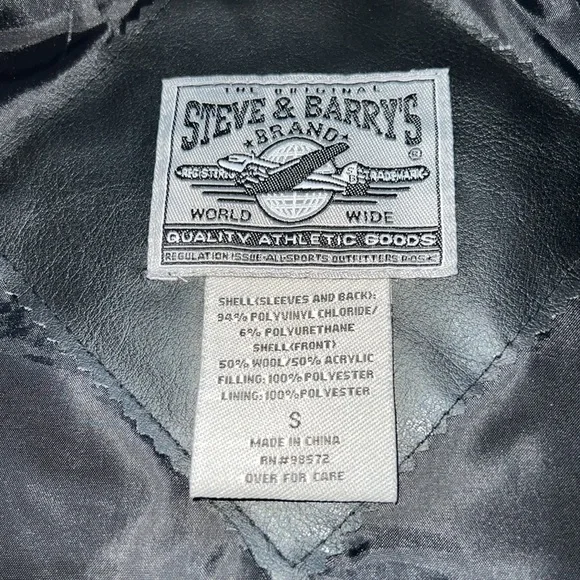 THE ORIGINAL
STEVE & BARRY'S
BRAND
®
REGISTERED TRADEMARK
WORLD WIDE
QUALITY ATHLETIC GOODS
REGULATION ISSUE-ALL-SPORTS OUTFITTERS
SHELL(SLEEVES AND BACK):
94% POLYVINYL CHLORIDE/
6% POLYURETHANE
SHELL(FRONT)
50% WOOL/50% ACRYLIC
FILLING: 100% POLYESTER
LINING: 100% POLYESTER
S
MADE IN CHINA
RN#98572
OVER FOR CARE